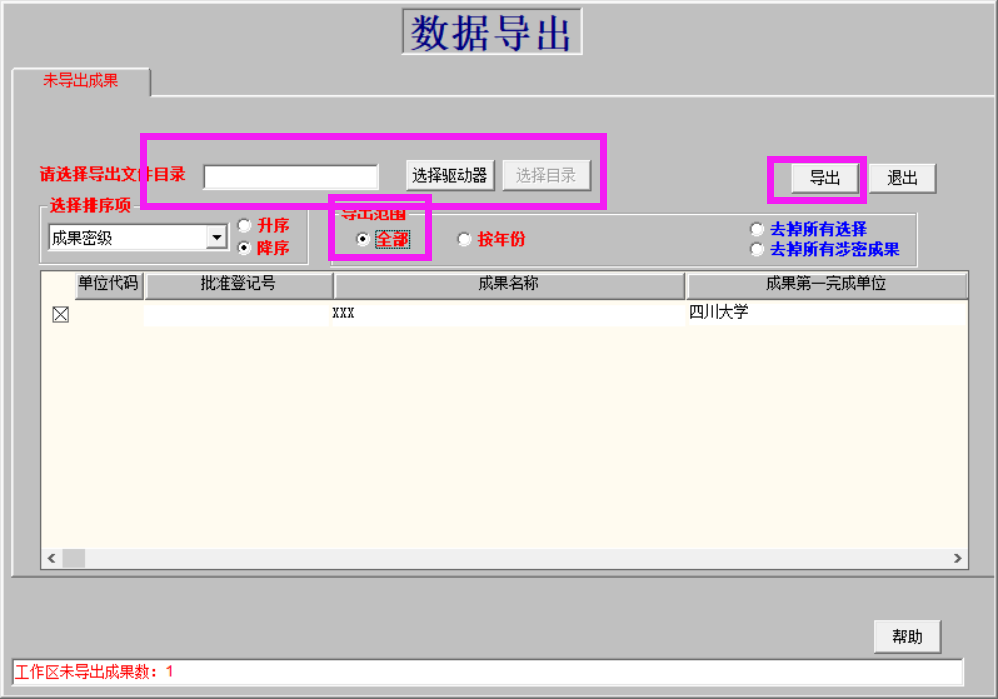 数据导出
未导出成果
请选择导出文件目录 选择驱动器 选择目录 导出 退出
选择排序项 导出范围
成果密级 升序 降序 全部 按年份 去掉所有选择
去掉所有涉密成果
单位代码 批准登记号 成果名称 成果第一完成单位
XXX 四川大学
帮助
工作区未导出成果数：1